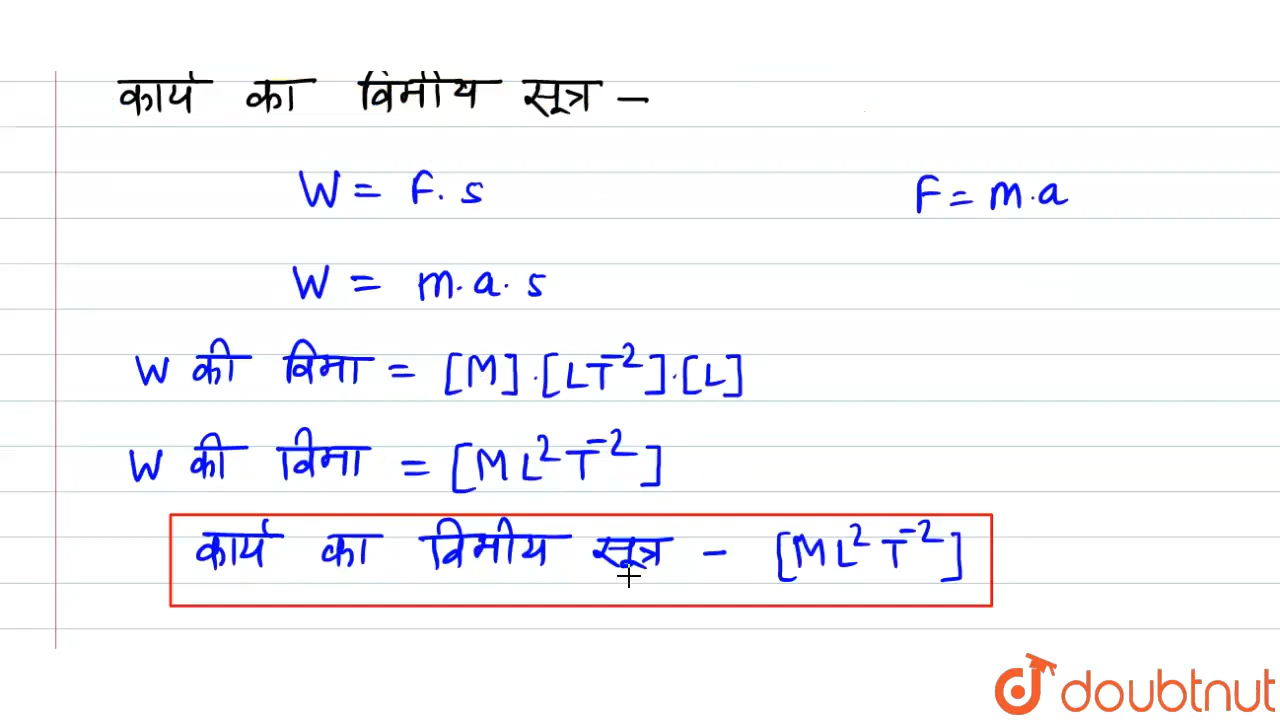 कार्य का विमीय सूत्र –
W = F. s F = m.a
W = m.a. s
W की विमा = [M].[LT⁻²].[L]
W की विमा = [ML²T⁻²]
कार्य का विमीय सूत्र – [ML²T⁻²]
doubtnut